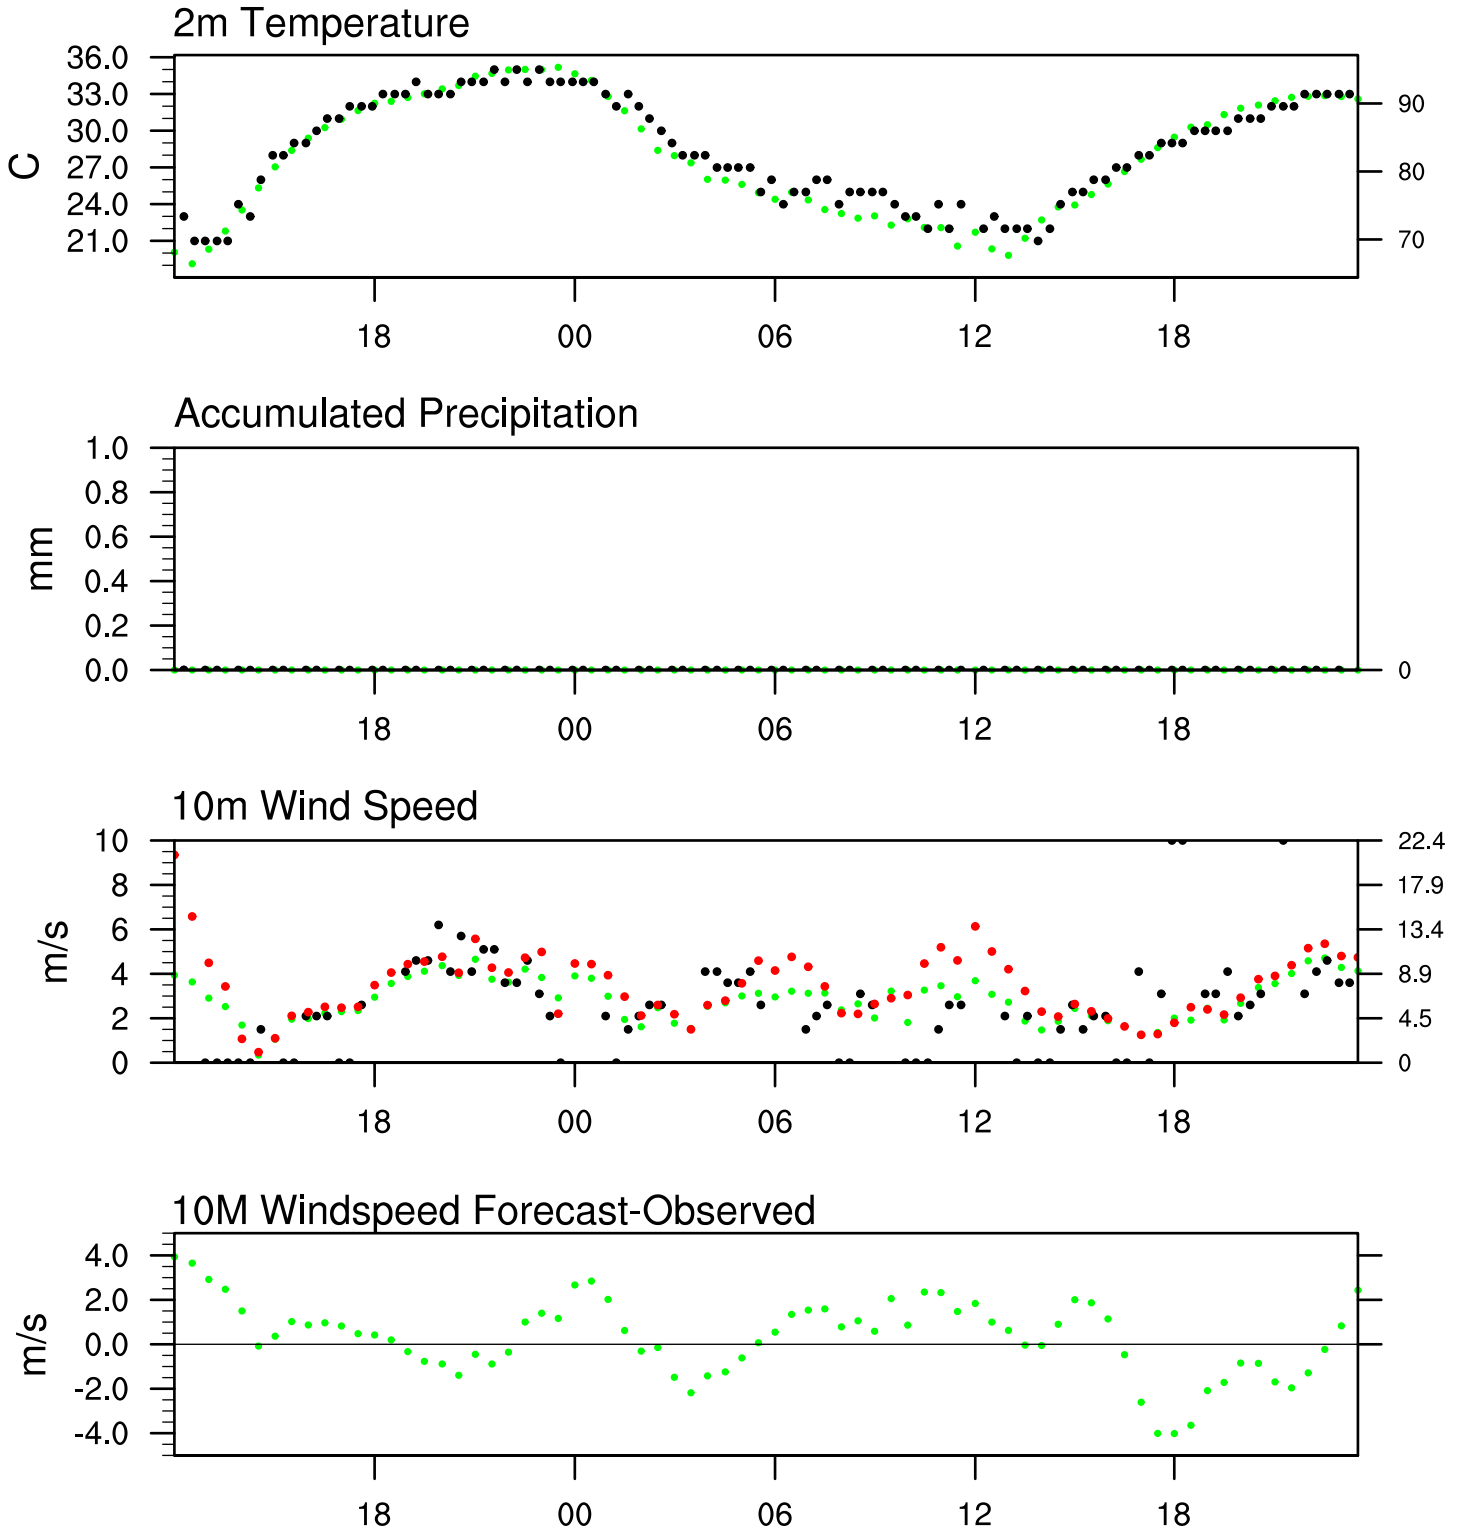 2m Temperature
36.0
33.0
30.0
27.0
24.0
21.0
C
90
80
70
18 00 06 12 18
Accumulated Precipitation
1.0
0.8
0.6
0.4
0.2
0.0
mm
0
18 00 06 12 18
10m Wind Speed
10
8
6
4
2
0
m/s
22.4
17.9
13.4
8.9
4.5
0
18 00 06 12 18
10M Windspeed Forecast-Observed
4.0
2.0
0.0
-2.0
-4.0
m/s
18 00 06 12 18